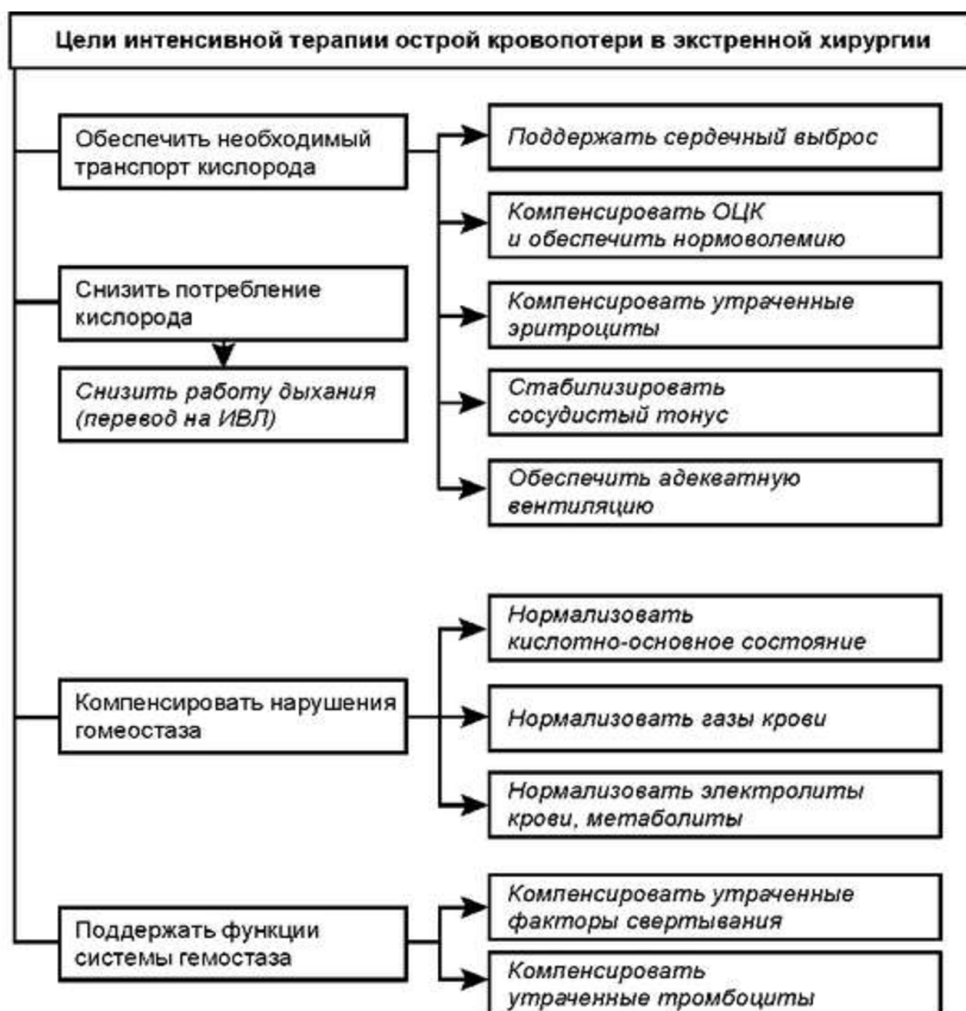 Цели интенсивной терапии острой кровопотери в экстренной хирургии
Обеспечить необходимый
транспорт кислорода
Поддержать сердечный выброс
Компенсировать ОЦК
и обеспечить нормоволемию
Компенсировать утраченные
эритроциты
Стабилизировать
сосудистый тонус
Обеспечить адекватную
вентиляцию
Снизить потребление
кислорода
Снизить работу дыхания
(перевод на ИВЛ)
Компенсировать нарушения
гомеостаза
Нормализовать
кислотно-основное состояние
Нормализовать газы крови
Нормализовать электролиты
крови, метаболиты
Поддержать функции
системы гемостаза
Компенсировать утраченные
факторы свертывания
Компенсировать
утраченные тромбоциты